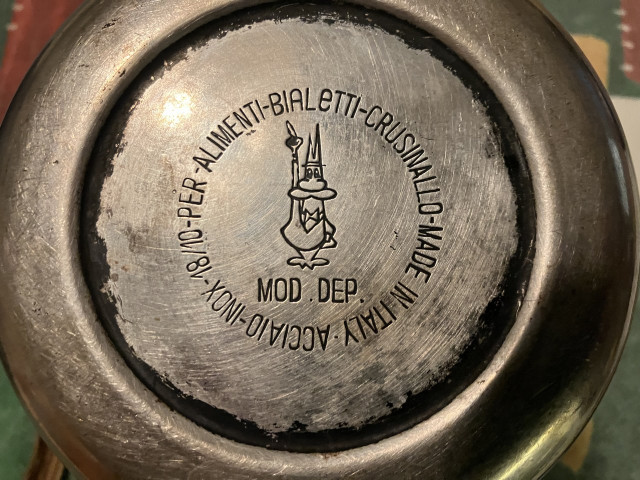 ACCIAIO-INOX-18/10-PER ALIMENTI-BIALETTI-CRUSINALLO-MADE IN ITALY.
MOD. DEP.